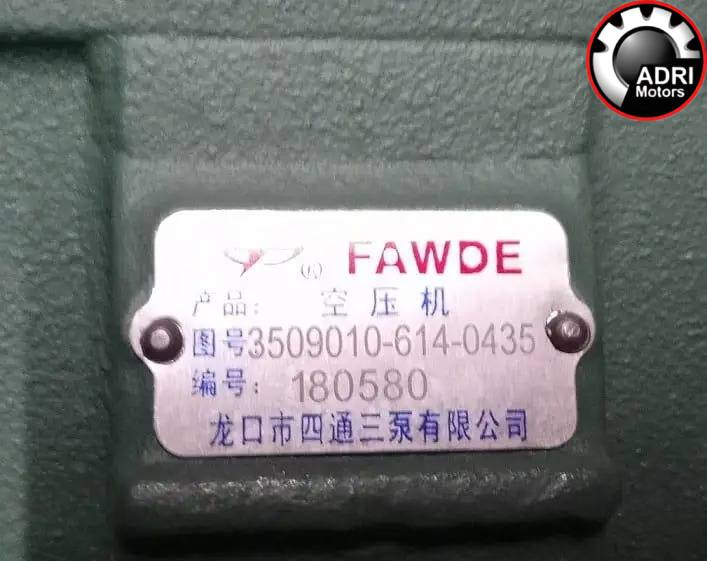 ADRI
Motors
® FAWDE
产品: 空压机
图号3509010-614-0435
编号: 180580
龙口市四通三泵有限公司